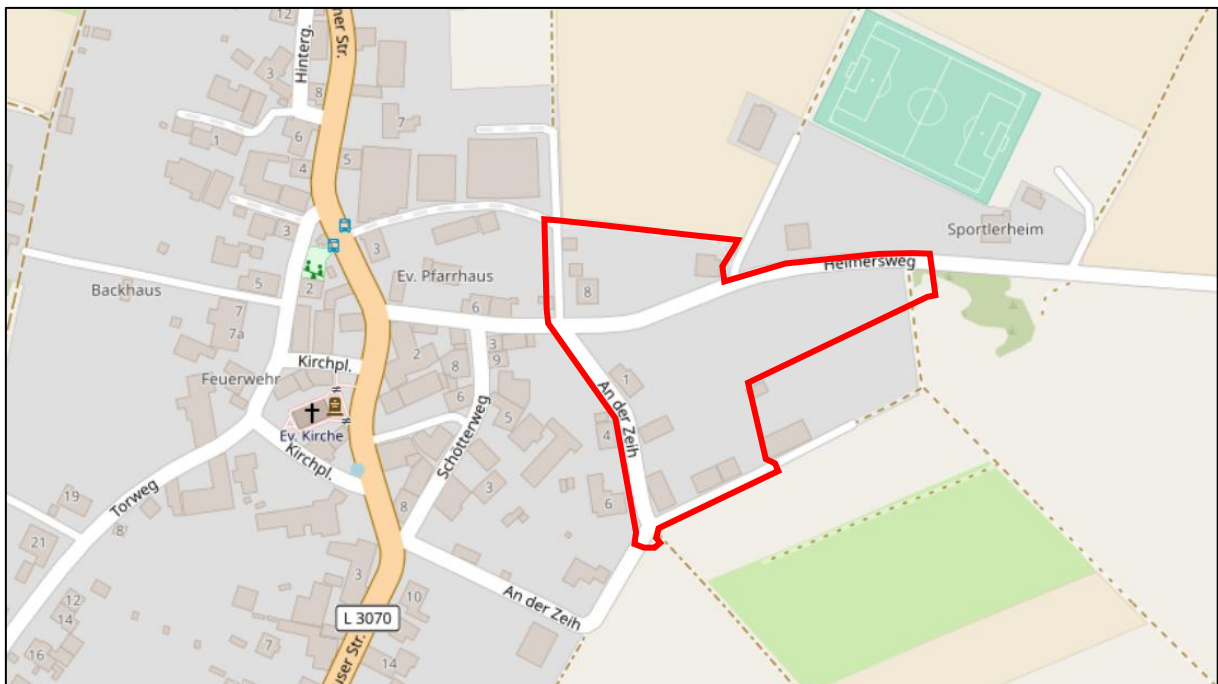 12
ner Str.
Hinterg.
3
8
1
6
7
4
5
3
3
Sportlerheim
Ev. Pfarrhaus
Heimersweg
5
2
8
Backhaus
6
7
7a
3
2
9
Kirchpl.
8
1
Feuerwehr
6
An der Zeih
5
4
Ev. Kirche
Schötterweg
Kirchpl.
3
19
Torweg
6
8
8
21
3
An der Zeih
12
10
14
L 3070
7
16
user Str.
14